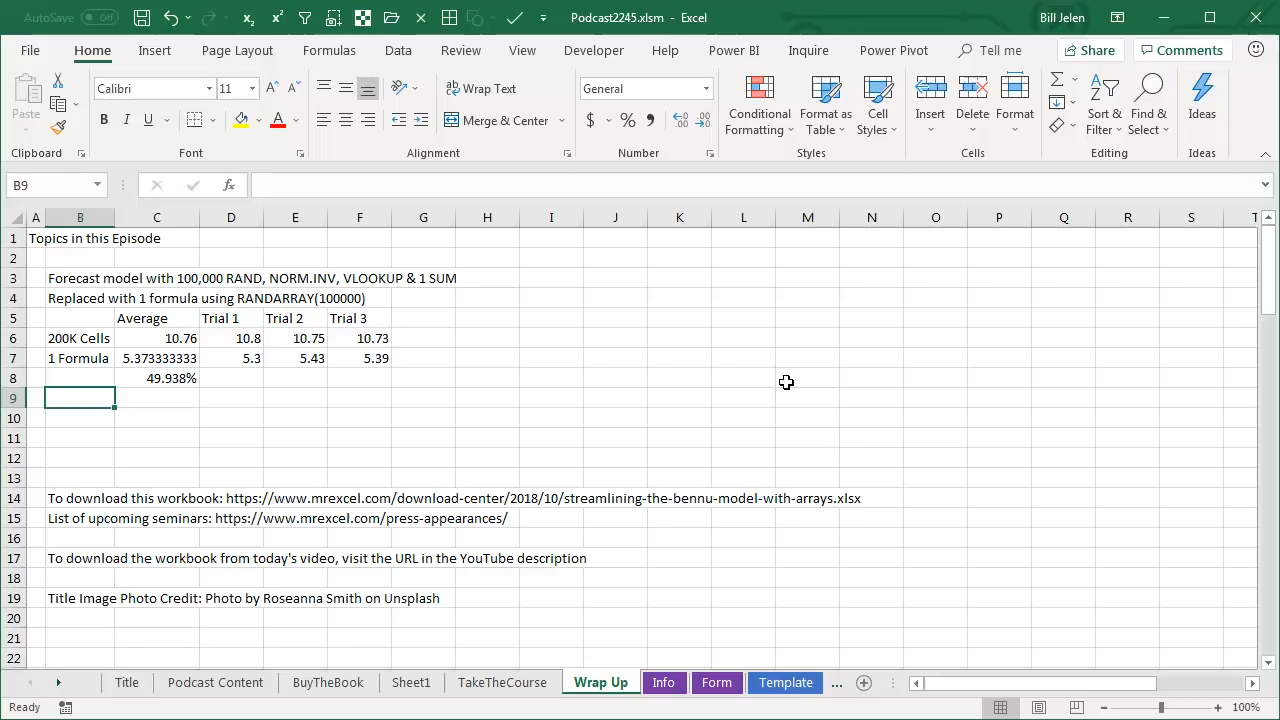 AutoSave Off Podcast2245.xlsm - Excel Bill Jelen
File Home Insert Page Layout Formulas Data Review View Developer Help Power BI Inquire Power Pivot Tell me Share Comments
Paste
Clipboard
Calibri 11
B I U A
Font
ab Wrap Text
Merge & Center
Alignment
General
$ % 9
Number
Conditional Formatting
Format as Table
Cell Styles
Styles
Insert Delete Format
Cells
Sort & Filter
Find & Select
Editing
Ideas
Ideas
B9 fx
A B C D E F G H I J K L M N O P Q R S T
1 Topics in this Episode
2
3 Forecast model with 100,000 RAND, NORM.INV, VLOOKUP & 1 SUM
4 Replaced with 1 formula using RANDARRAY(100000)
5 Average Trial 1 Trial 2 Trial 3
6 200K Cells 10.76 10.8 10.75 10.73
7 1 Formula 5.373333333 5.3 5.43 5.39
8 49.938%
9
10
11
12
13
14 To download this workbook: https://www.mrexcel.com/download-center/2018/10/streamlining-the-bennu-model-with-arrays.xlsx
15 List of upcoming seminars: https://www.mrexcel.com/press-appearances/
16
17 To download the workbook from today's video, visit the URL in the YouTube description
18
19 Title Image Photo Credit: Photo by Roseanna Smith on Unsplash
20
21
22
Title Podcast Content BuyTheBook Sheet1 TakeTheCourse Wrap Up Info Form Template ...
Ready 100%